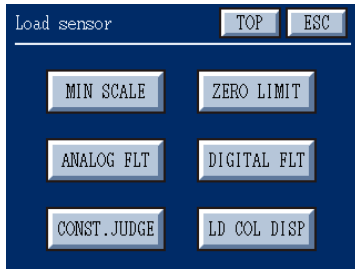 Load sensor TOP ESC
MIN SCALE ZERO LIMIT
ANALOG FLT DIGITAL FLT
CONST.JUDGE LD COL DISP